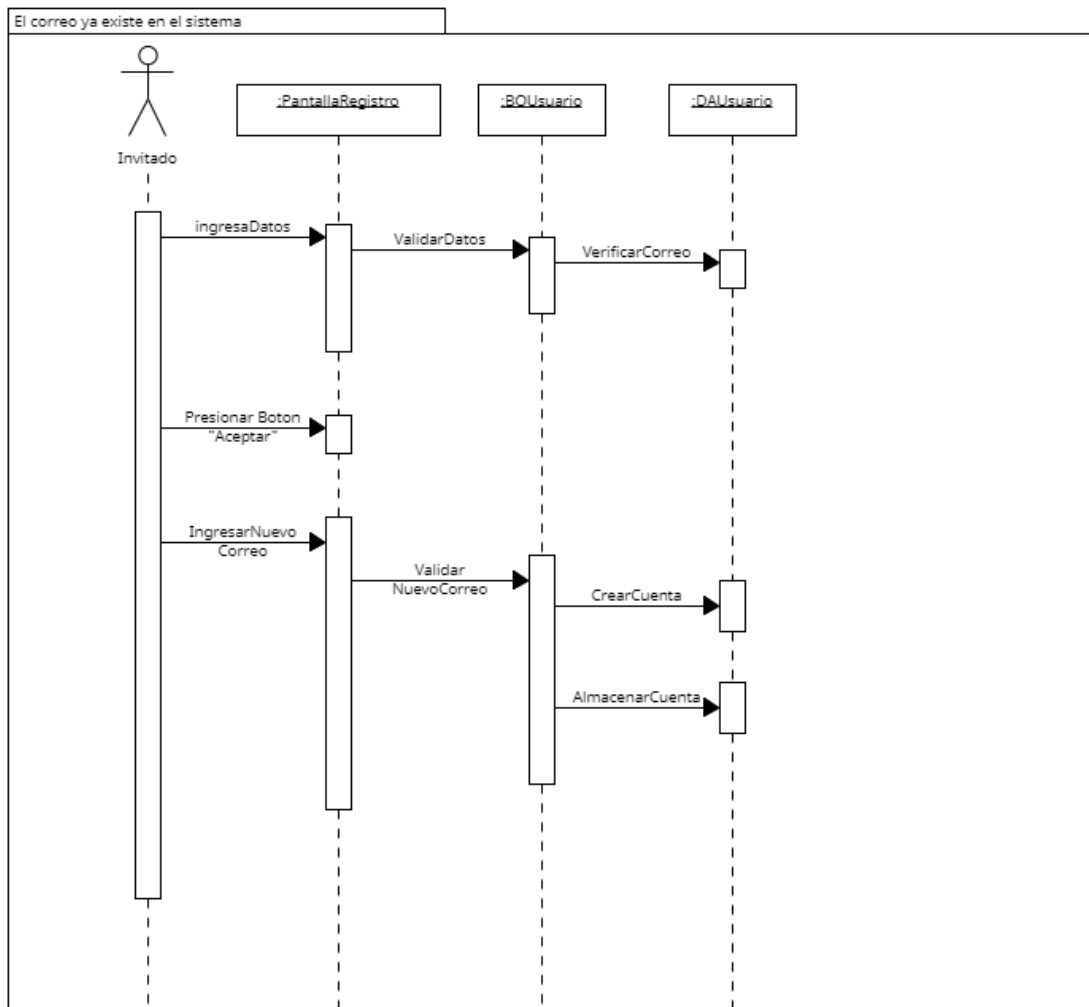 El correo ya existe en el sistema
:PantallaRegistro
:BOUsuario
:DAUsuario
Invitado
ingresaDatos
ValidarDatos
VerificarCorreo
Presionar Boton
"Aceptar"
IngresarNuevo
Correo
Validar
NuevoCorreo
CrearCuenta
AlmacenarCuenta